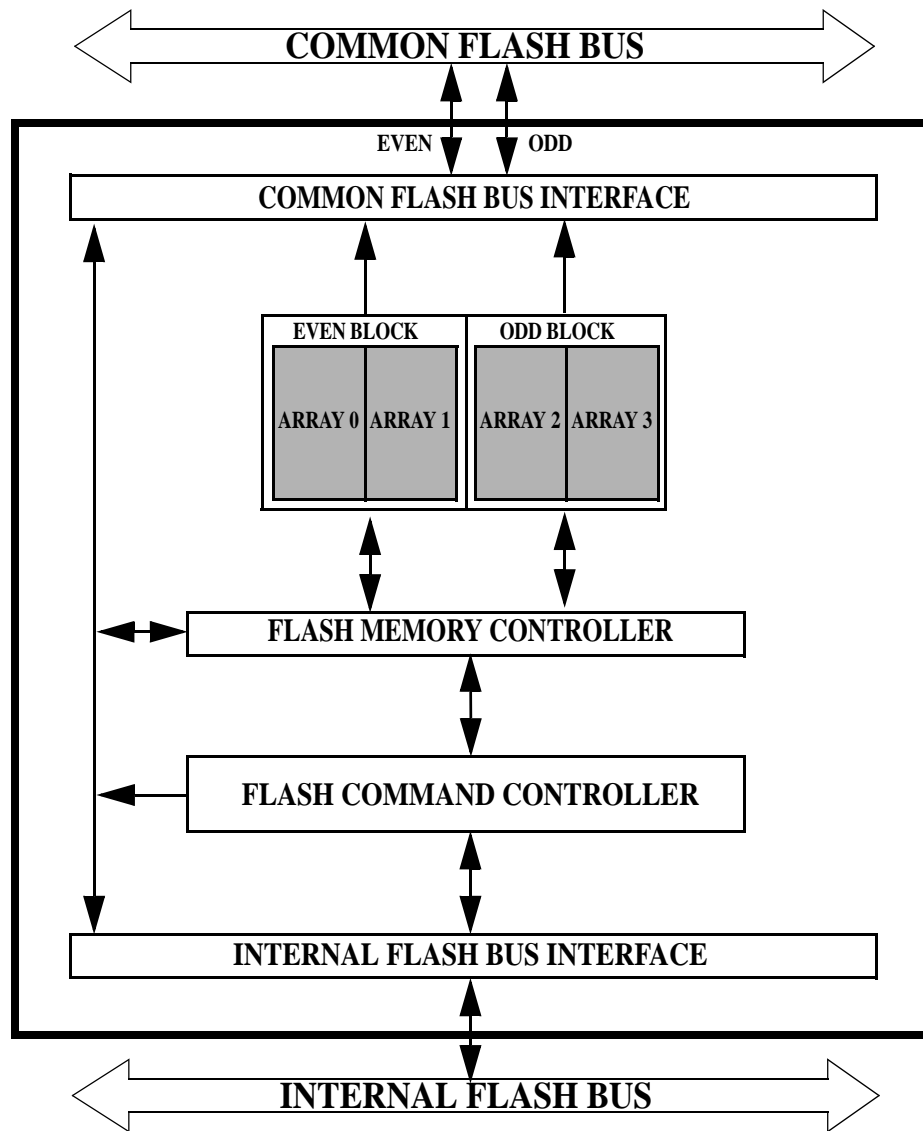 COMMON FLASH BUS
EVEN
ODD
COMMON FLASH BUS INTERFACE
EVEN BLOCK
ODD BLOCK
ARRAY 0
ARRAY 1
ARRAY 2
ARRAY 3
FLASH MEMORY CONTROLLER
FLASH COMMAND CONTROLLER
INTERNAL FLASH BUS INTERFACE
INTERNAL FLASH BUS